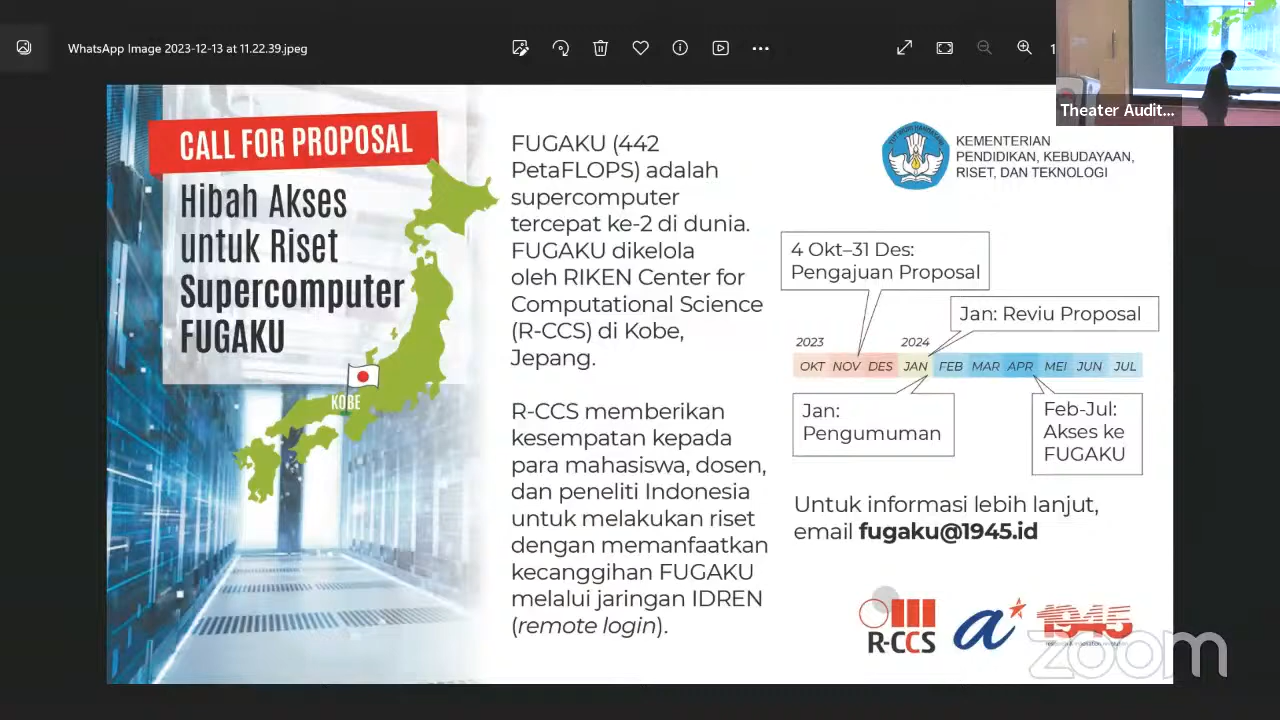 WhatsApp Image 2023-12-13 at 11.22.39.jpeg
Theater Audit...
CALL FOR PROPOSAL
Hibah Akses
untuk Riset
Supercomputer
FUGAKU
KOBE
FUGAKU (442
PetaFLOPS) adalah
supercomputer
tercepat ke-2 di dunia.
FUGAKU dikelola
oleh RIKEN Center for
Computational Science
(R-CCS) di Kobe,
Jepang.
R-CCS memberikan
kesempatan kepada
para mahasiswa, dosen,
dan peneliti Indonesia
untuk melakukan riset
dengan memanfaatkan
kecanggihan FUGAKU
melalui jaringan IDREN
(remote login).
KEMENTERIAN
PENDIDIKAN, KEBUDAYAAN,
RISET, DAN TEKNOLOGI
4 Okt–31 Des:
Pengajuan Proposal
Jan: Reviu Proposal
2023 2024
OKT NOV DES JAN FEB MAR APR MEI JUN JUL
Jan:
Pengumuman
Feb-Jul:
Akses ke
FUGAKU
Untuk informasi lebih lanjut,
email fugaku@1945.id
R-CCS
a
1945
zoom